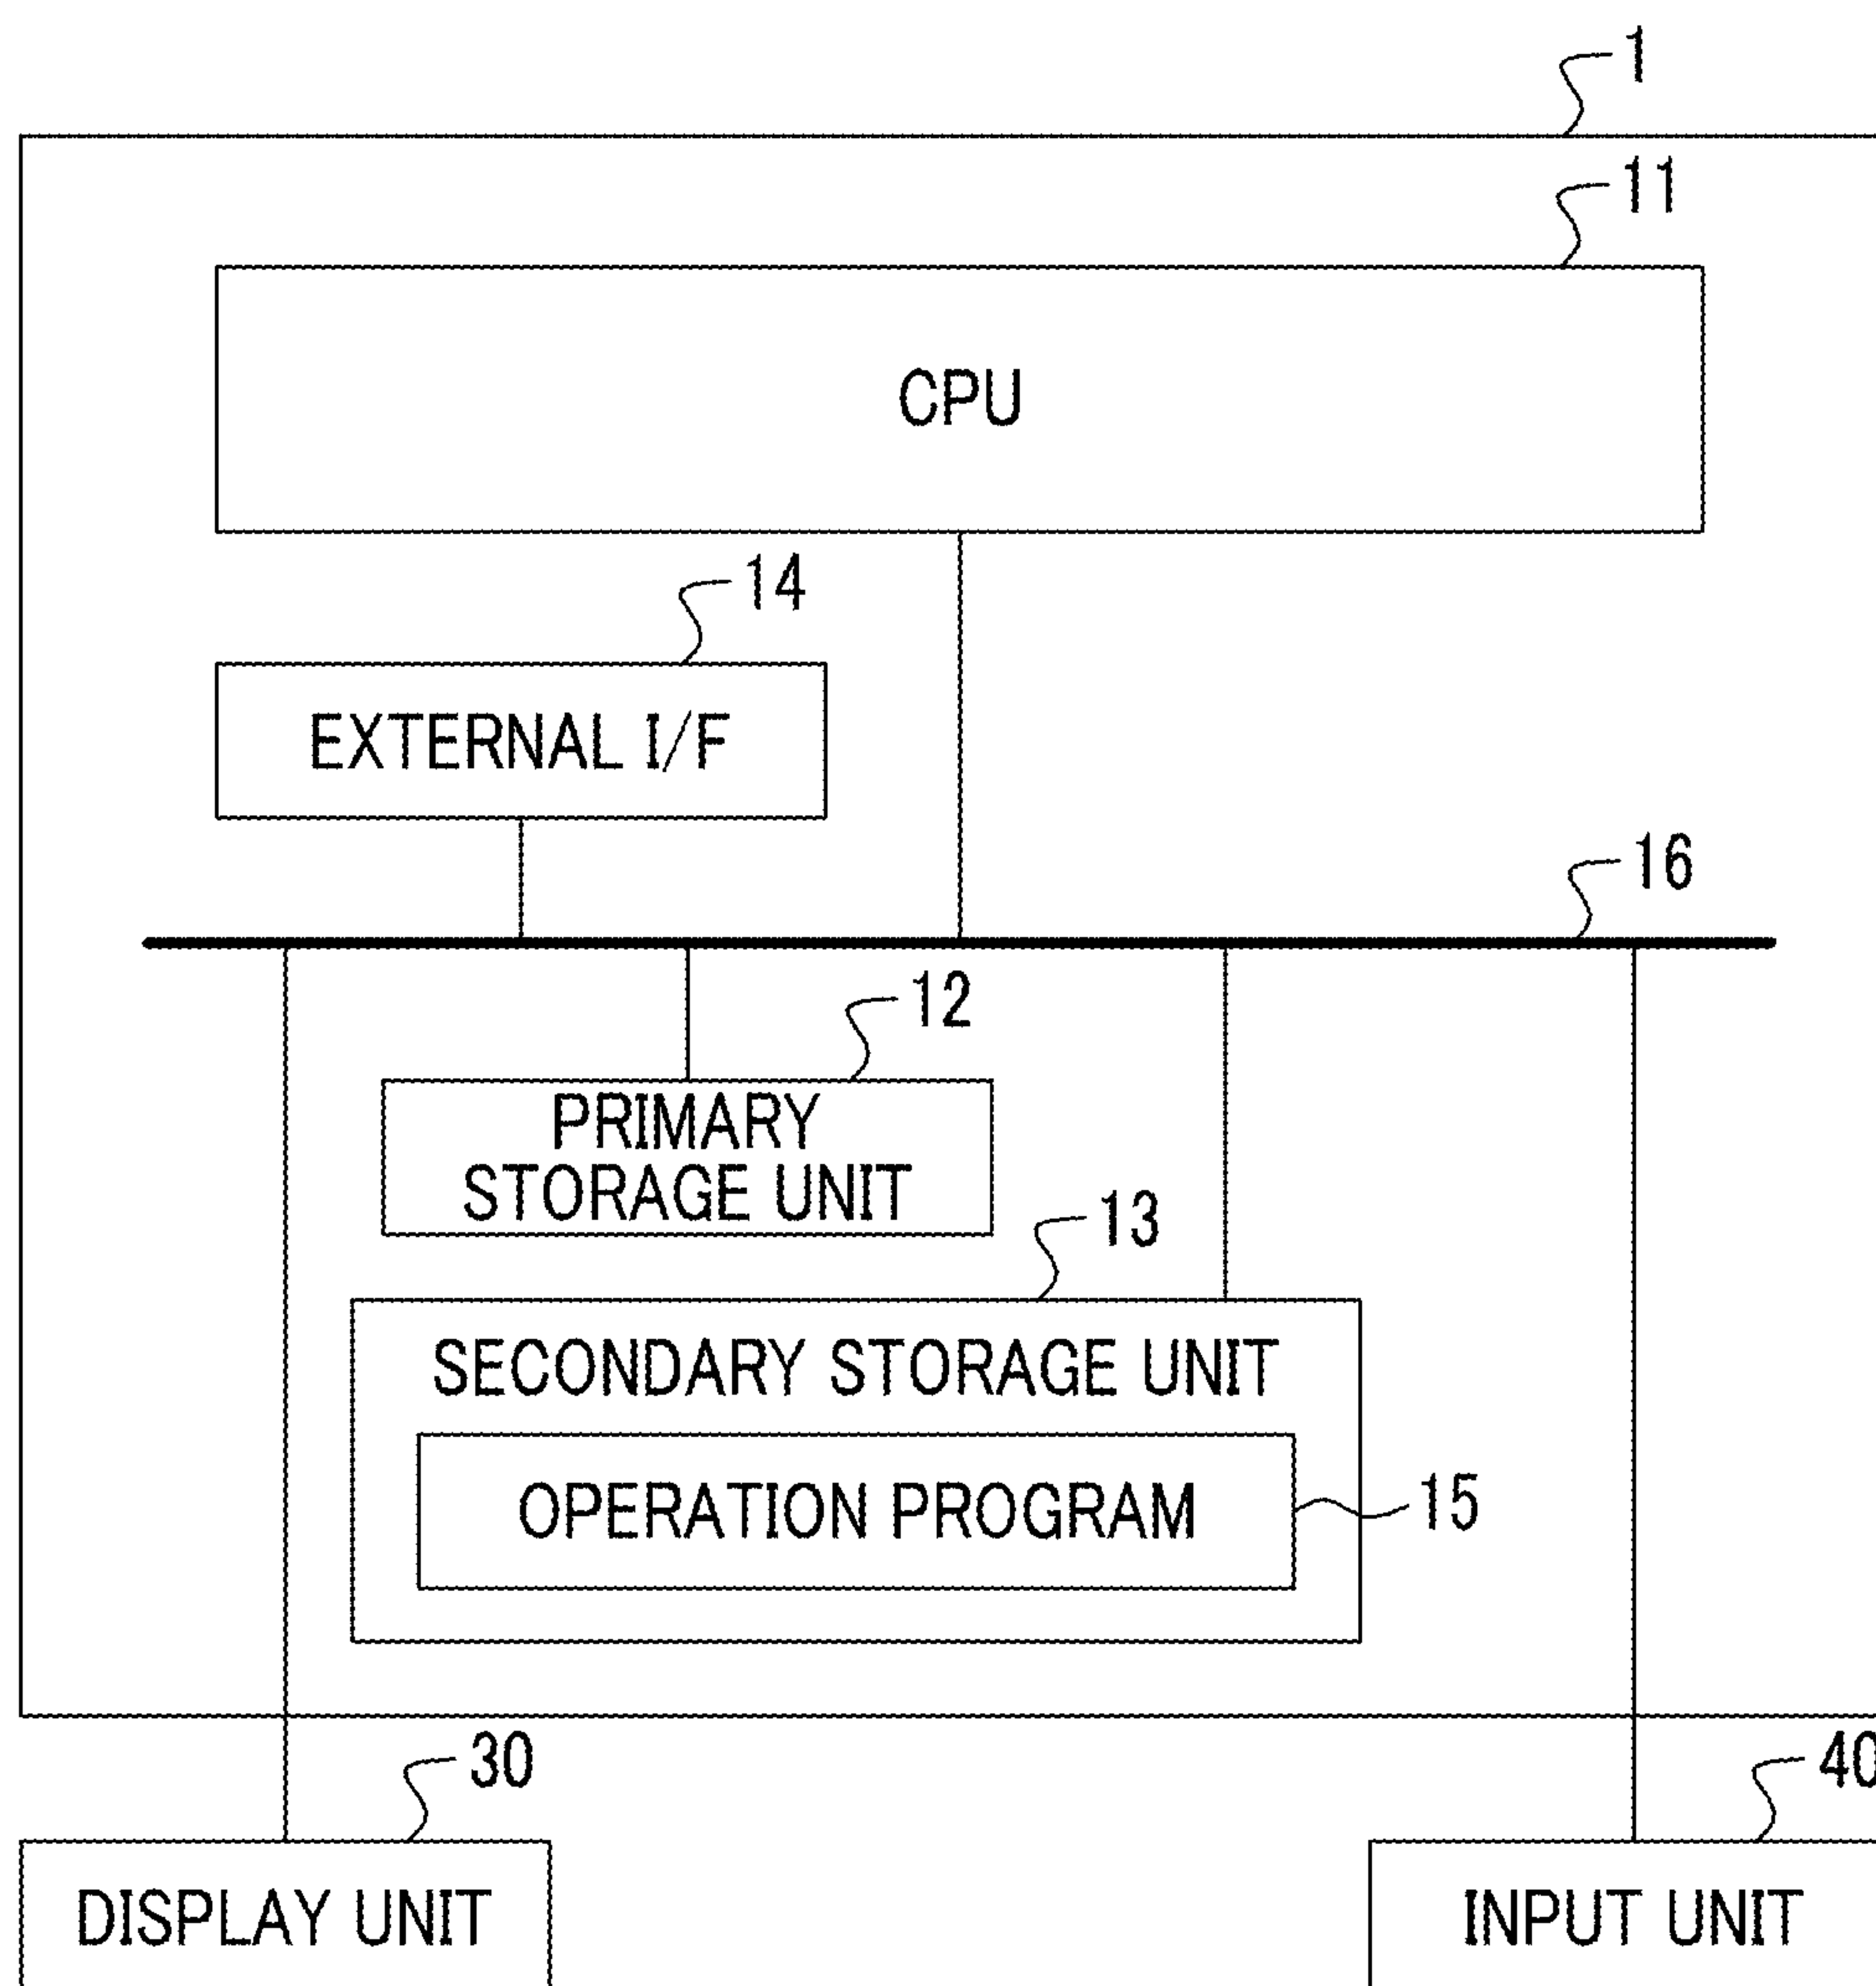 1
11
CPU
14
EXTERNAL I/F
16
12
PRIMARY
STORAGE UNIT
13
SECONDARY STORAGE UNIT
OPERATION PROGRAM
15
30
40
DISPLAY UNIT
INPUT UNIT